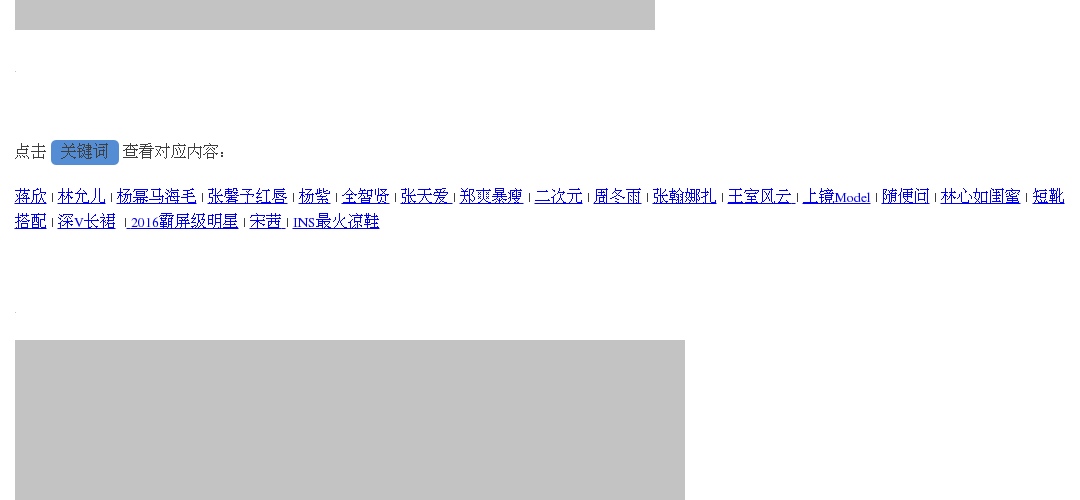 点击 关键词 查看对应内容：
蒋欣 | 林允儿 | 杨幂马海毛 | 张馨予红唇 | 杨紫 | 全智贤 | 张天爱 | 郑爽暴瘦 | 二次元 | 周冬雨 | 张翰娜扎 | 王室风云 | 上镜Model | 随便问 | 林心如闺蜜 | 短靴
搭配 | 深V长裙 | 2016霸屏级明星 | 宋茜 | INS最火凉鞋